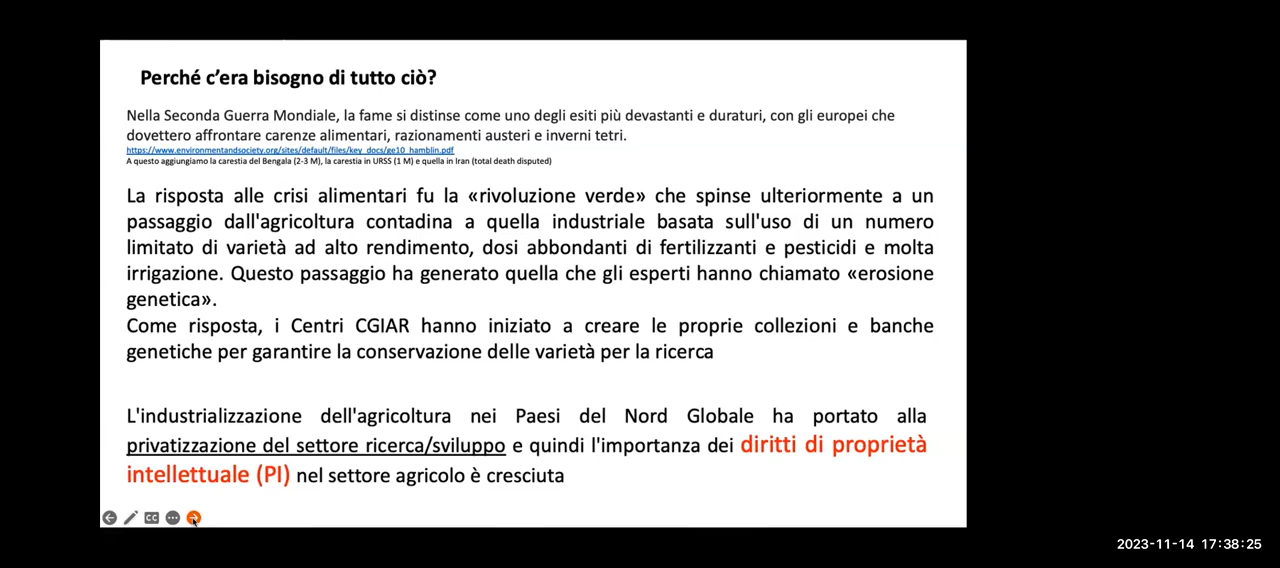 Perché c'era bisogno di tutto ciò?
Nella Seconda Guerra Mondiale, la fame si distinse come uno degli esiti più devastanti e duraturi, con gli europei che
dovettero affrontare carenze alimentari, razionamenti austeri e inverni tetri.
https://www.environmentandsociety.org/sites/default/files/key_docs/ge10_hamblin.pdf
A questo aggiungiamo la carestia del Bengala (2-3 M), la carestia in URSS (1 M) e quella in Iran (total death disputed)
La risposta alle crisi alimentari fu la «rivoluzione verde» che spinse ulteriormente a un
passaggio dall'agricoltura contadina a quella industriale basata sull'uso di un numero
limitato di varietà ad alto rendimento, dosi abbondanti di fertilizzanti e pesticidi e molta
irrigazione. Questo passaggio ha generato quella che gli esperti hanno chiamato «erosione
genetica».
Come risposta, i Centri CGIAR hanno iniziato a creare le proprie collezioni e banche
genetiche per garantire la conservazione delle varietà per la ricerca
L'industrializzazione dell'agricoltura nei Paesi del Nord Globale ha portato alla
privatizzazione del settore ricerca/sviluppo e quindi l'importanza dei diritti di proprietà
intellettuale (PI) nel settore agricolo è cresciuta
CC
2023-11-14 17:38:25